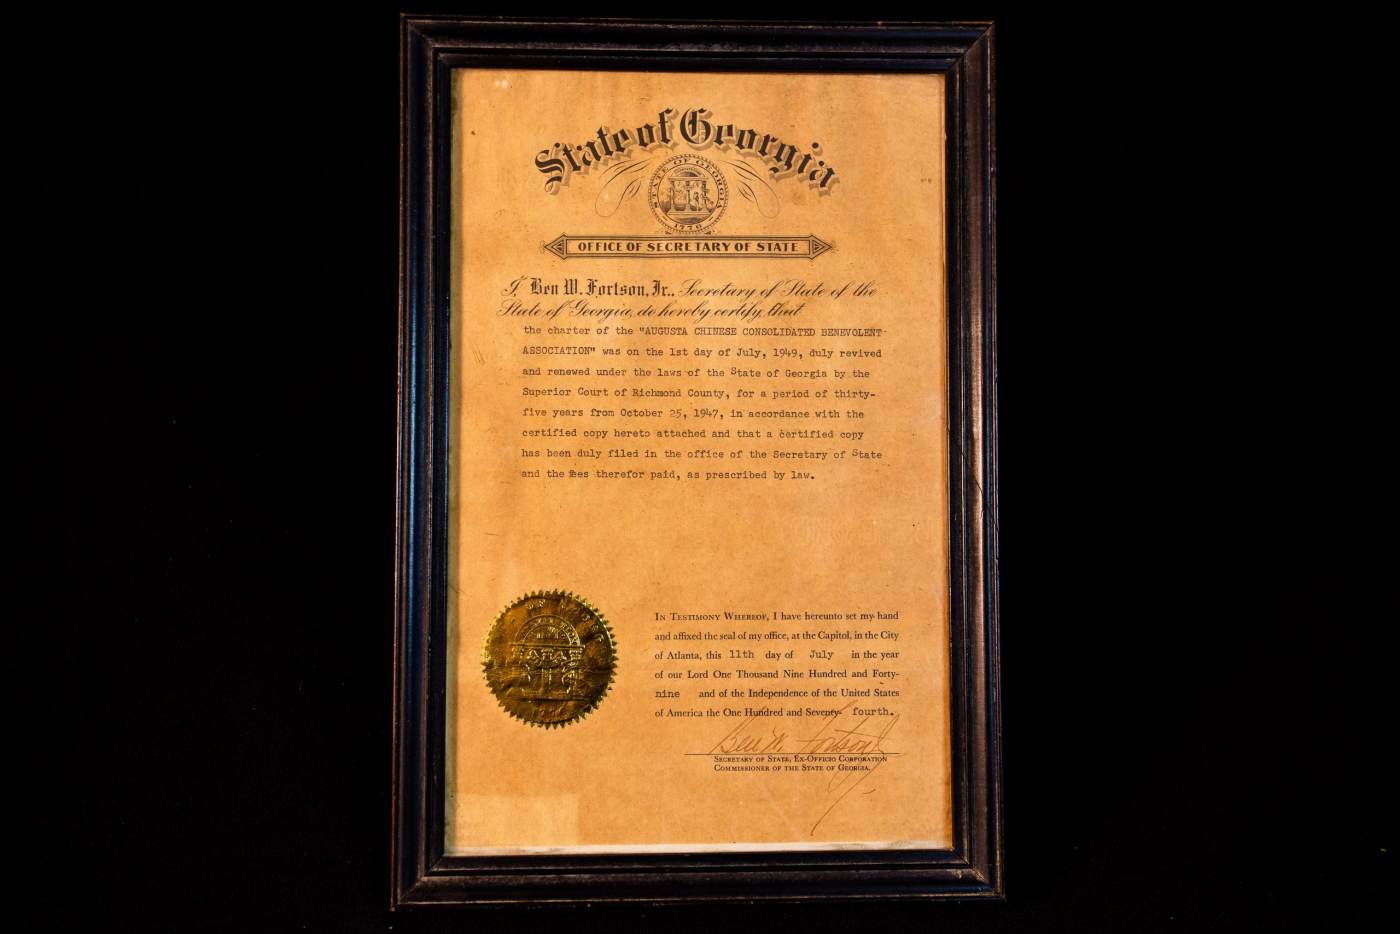 State of Georgia
STATE OF GEORGIA
1776
OFFICE OF SECRETARY OF STATE
I, Ben W. Fortson, Jr., Secretary of State of the
State of Georgia, do hereby certify, that
the charter of the "AUGUSTA CHINESE CONSOLIDATED BENEVOLENT
ASSOCIATION" was on the 1st day of July, 1949, duly revived
and renewed under the laws of the State of Georgia by the
Superior Court of Richmond County, for a period of thirty-
five years from October 25, 1947, in accordance with the
certified copy hereto attached and that a certified copy
has been duly filed in the office of the Secretary of State
and the fees therefor paid, as prescribed by law.
IN TESTIMONY WHEREOF, I have hereunto set my hand
and affixed the seal of my office, at the Capitol, in the City
of Atlanta, this 11th day of July in the year
of our Lord One Thousand Nine Hundred and Forty-
nine and of the Independence of the United States
of America the One Hundred and Seventy- fourth.
Ben W. Fortson Jr.
SECRETARY OF STATE, EX-OFFICIO CORPORATION
COMMISSIONER OF THE STATE OF GEORGIA.